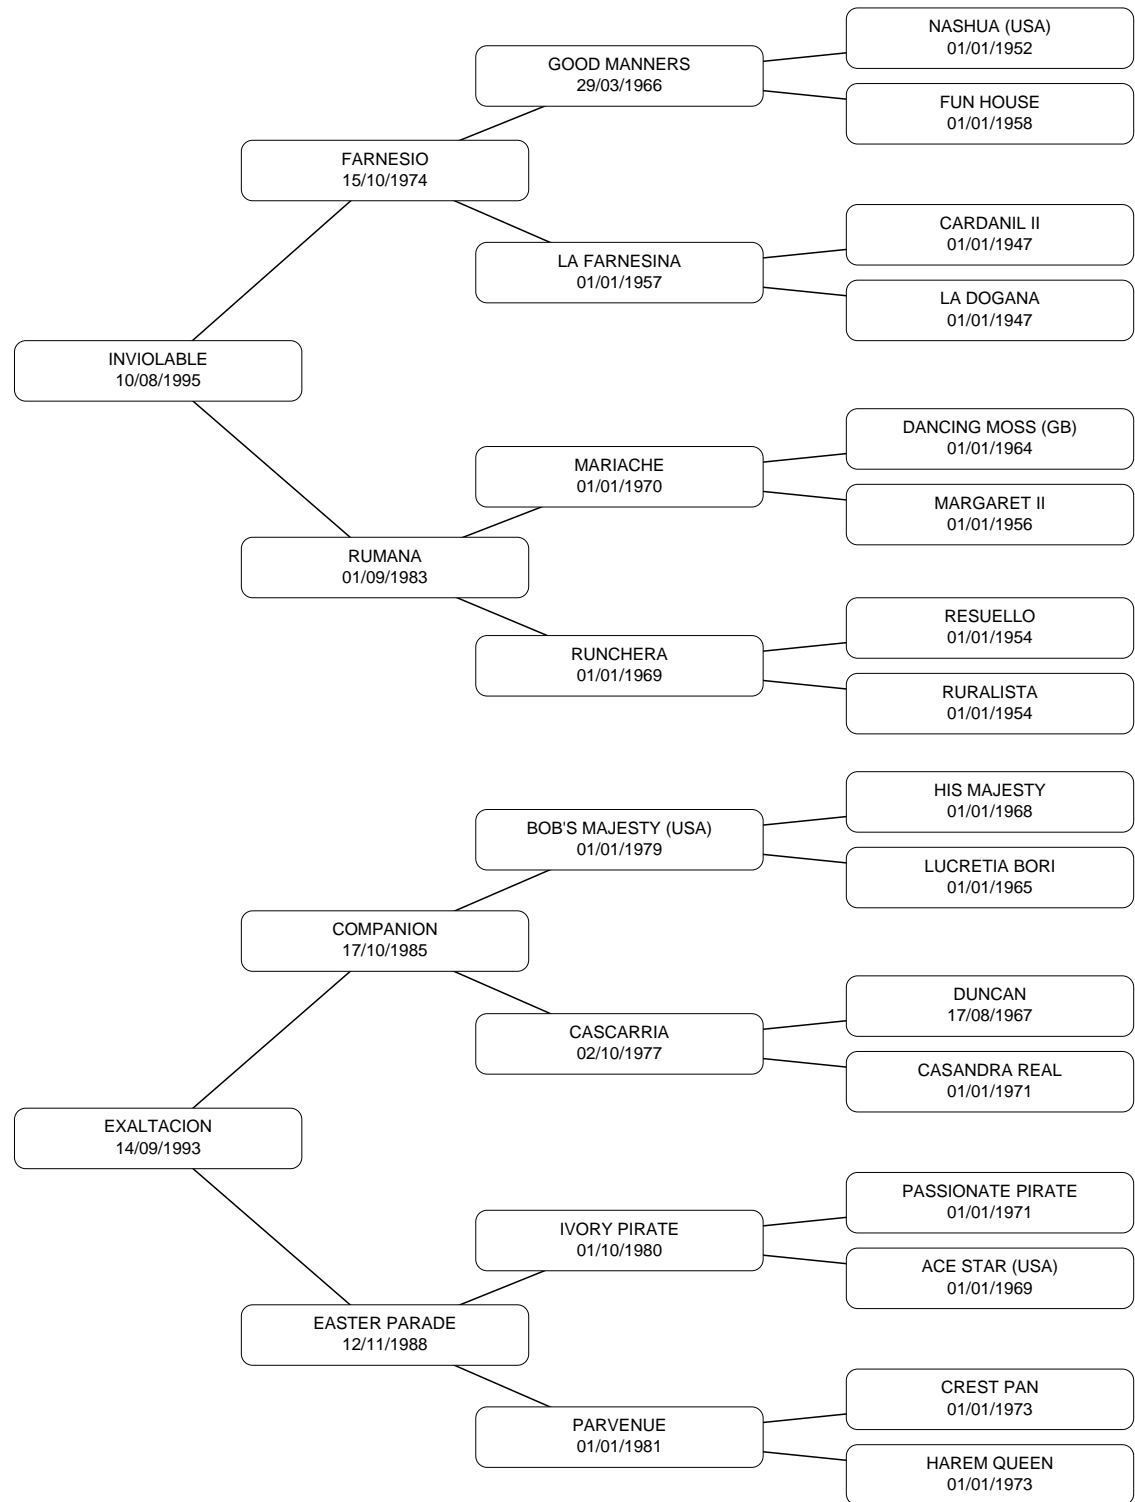 NASHUA (USA)
01/01/1952
GOOD MANNERS
29/03/1966
FUN HOUSE
01/01/1958
FARNESIO
15/10/1974
CARDANIL II
01/01/1947
LA FARNESINA
01/01/1957
LA DOGANA
01/01/1947
INVIOLABLE
10/08/1995
DANCING MOSS (GB)
01/01/1964
MARIACHE
01/01/1970
MARGARET II
01/01/1956
RUMANA
01/09/1983
RESUELLO
01/01/1954
RUNCHERA
01/01/1969
RURALISTA
01/01/1954
HIS MAJESTY
01/01/1968
BOB'S MAJESTY (USA)
01/01/1979
LUCRETIA BORI
01/01/1965
COMPANION
17/10/1985
DUNCAN
17/08/1967
CASCARRIA
02/10/1977
CASANDRA REAL
01/01/1971
EXALTACION
14/09/1993
PASSIONATE PIRATE
01/01/1971
IVORY PIRATE
01/10/1980
ACE STAR (USA)
01/01/1969
EASTER PARADE
12/11/1988
CREST PAN
01/01/1973
PARVENUE
01/01/1981
HAREM QUEEN
01/01/1973